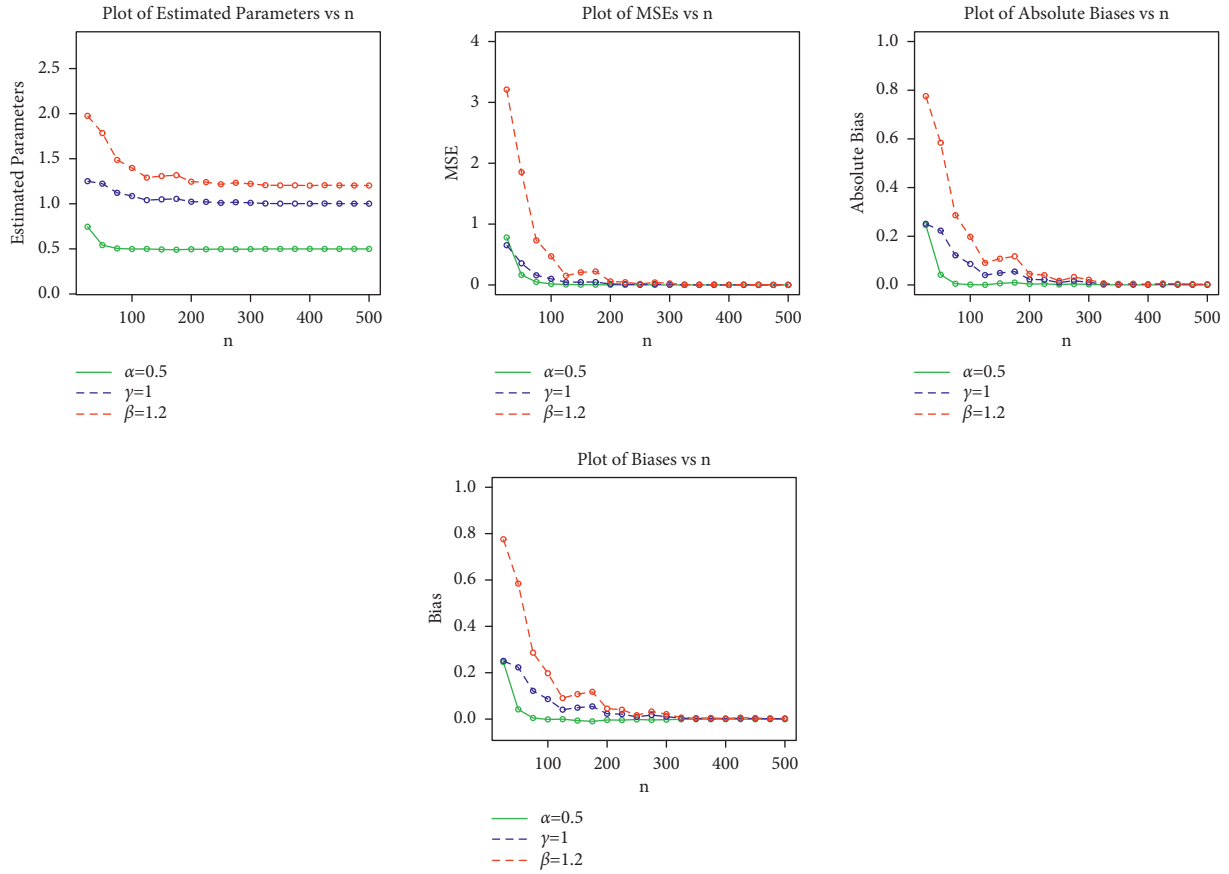 Plot of Estimated Parameters vs n
Estimated Parameters
2.5
2.0
1.5
1.0
0.5
0.0
100 200 300 400 500
n
α=0.5
γ=1
β=1.2
Plot of MSEs vs n
MSE
4
3
2
1
0
100 200 300 400 500
n
α=0.5
γ=1
β=1.2
Plot of Absolute Biases vs n
Absolute Bias
1.0
0.8
0.6
0.4
0.2
0.0
100 200 300 400 500
n
α=0.5
γ=1
β=1.2
Plot of Biases vs n
Bias
1.0
0.8
0.6
0.4
0.2
0.0
100 200 300 400 500
n
α=0.5
γ=1
β=1.2